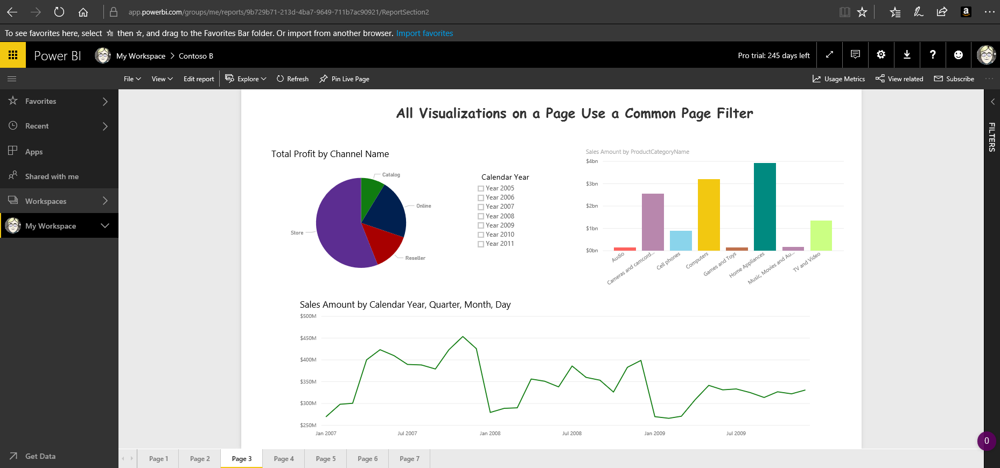 app.powerbi.com/groups/me/reports/9b729b71-213d-4ba7-9649-711b7ac90921/ReportSection2
a
To see favorites here, select then , and drag to the Favorites Bar folder. Or import from another browser. Import favorites
Power BI My Workspace > Contoso B Pro trial: 245 days left ?
File View Edit report Explore Refresh Pin Live Page Usage Metrics View related Subscribe ...
Favorites
Recent
Apps
Shared with me
Workspaces
My Workspace
Get Data
All Visualizations on a Page Use a Common Page Filter
Total Profit by Channel Name
Catalog
Online
Store
Reseller
Calendar Year
Year 2005
Year 2006
Year 2007
Year 2008
Year 2009
Year 2010
Year 2011
Sales Amount by ProductCategoryName
$4bn
$3bn
$2bn
$1bn
$0bn
Audio
Cameras and camcord...
Cell phones
Computers
Games and Toys
Home Appliances
Music, Movies and Au...
TV and Video
Sales Amount by Calendar Year, Quarter, Month, Day
$500M
$450M
$400M
$350M
$300M
$250M
Jan 2007 Jul 2007 Jan 2008 Jul 2008 Jan 2009 Jul 2009
FILTERS
0
Page 1 Page 2 Page 3 Page 4 Page 5 Page 6 Page 7